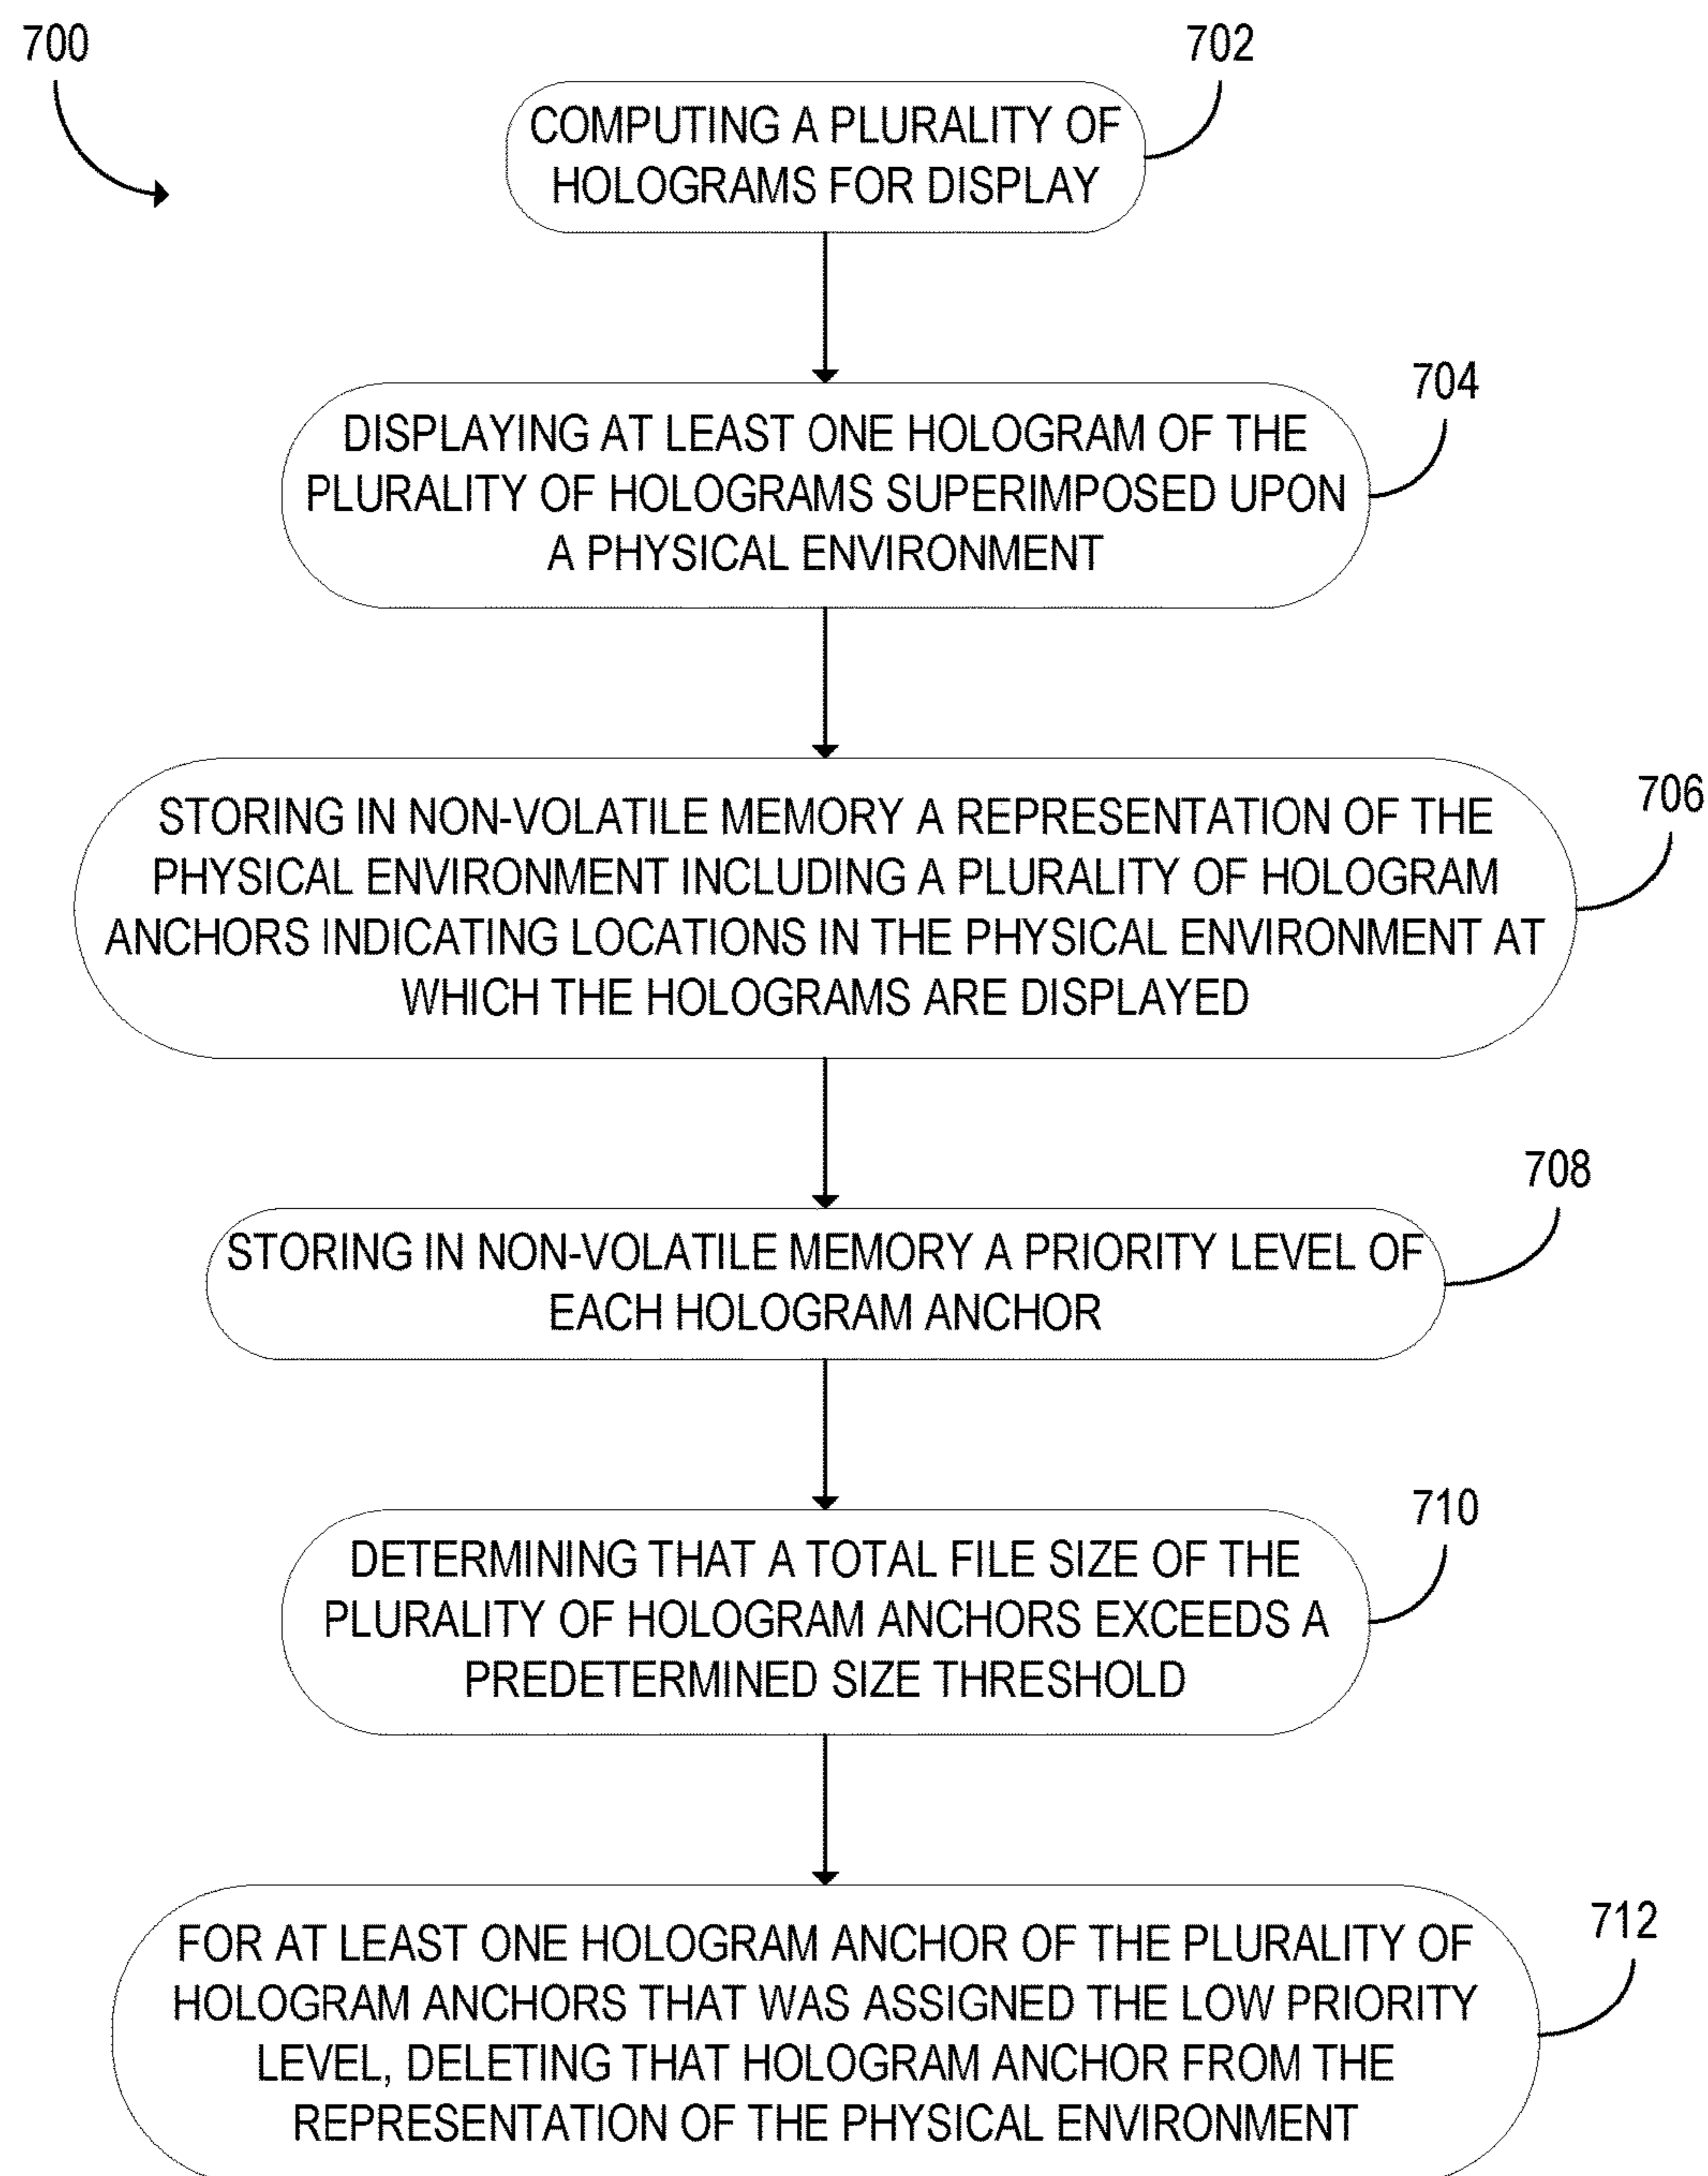 700
702
COMPUTING A PLURALITY OF
HOLOGRAMS FOR DISPLAY
704
DISPLAYING AT LEAST ONE HOLOGRAM OF THE
PLURALITY OF HOLOGRAMS SUPERIMPOSED UPON
A PHYSICAL ENVIRONMENT
706
STORING IN NON-VOLATILE MEMORY A REPRESENTATION OF THE
PHYSICAL ENVIRONMENT INCLUDING A PLURALITY OF HOLOGRAM
ANCHORS INDICATING LOCATIONS IN THE PHYSICAL ENVIRONMENT AT
WHICH THE HOLOGRAMS ARE DISPLAYED
708
STORING IN NON-VOLATILE MEMORY A PRIORITY LEVEL OF
EACH HOLOGRAM ANCHOR
710
DETERMINING THAT A TOTAL FILE SIZE OF THE
PLURALITY OF HOLOGRAM ANCHORS EXCEEDS A
PREDETERMINED SIZE THRESHOLD
712
FOR AT LEAST ONE HOLOGRAM ANCHOR OF THE PLURALITY OF
HOLOGRAM ANCHORS THAT WAS ASSIGNED THE LOW PRIORITY
LEVEL, DELETING THAT HOLOGRAM ANCHOR FROM THE
REPRESENTATION OF THE PHYSICAL ENVIRONMENT